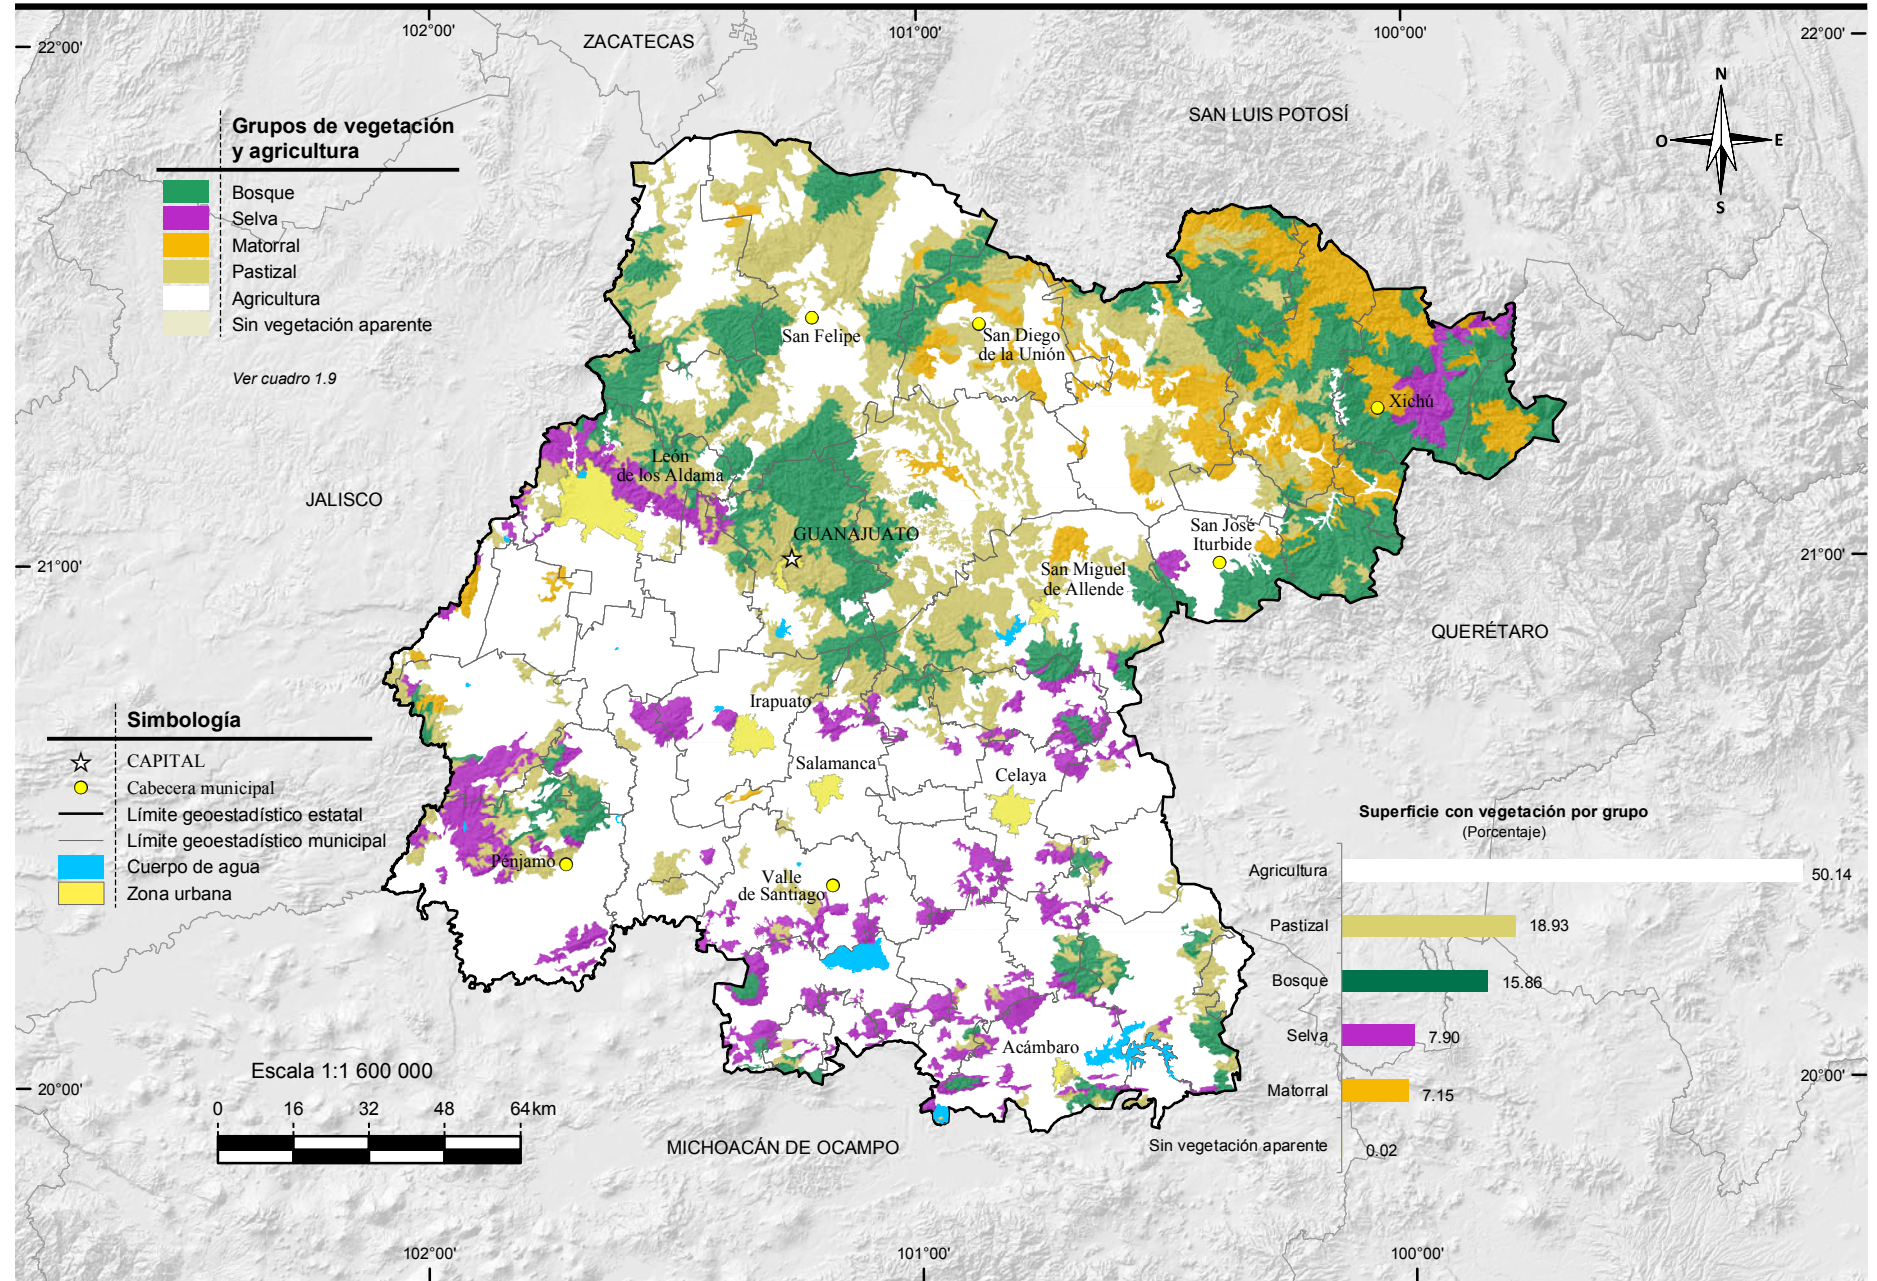 102°00'
101°00'
100°00'
22°00'
22°00'
ZACATECAS
SAN LUIS POTOSÍ
N
O
E
S
Grupos de vegetación
y agricultura
Bosque
Selva
Matorral
Pastizal
Agricultura
Sin vegetación aparente
Ver cuadro 1.9
San Felipe
San Diego
de la Unión
Xichú
León
de los Aldama
JALISCO
GUANAJUATO
San José
Iturbide
21°00'
21°00'
San Miguel
de Allende
QUERÉTARO
Irapuato
Salamanca
Celaya
Simbología
CAPITAL
Cabecera municipal
Límite geoestadístico estatal
Límite geoestadístico municipal
Cuerpo de agua
Zona urbana
Pénjamo
Valle
de Santiago
Acámbaro
Superficie con vegetación por grupo
(Porcentaje)
Agricultura
50.14
Pastizal
18.93
Bosque
15.86
Selva
7.90
Matorral
7.15
Sin vegetación aparente
0.02
Escala 1:1 600 000
0
16
32
48
64 km
20°00'
20°00'
MICHOACÁN DE OCAMPO
102°00'
101°00'
100°00'